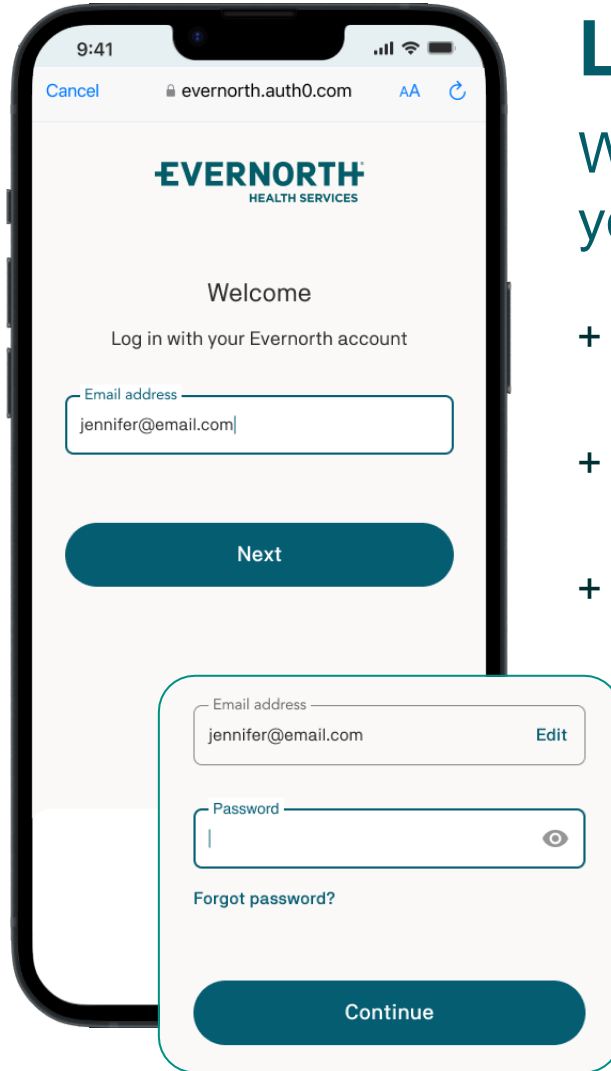 9:41
Cancel evernorth.auth0.com AA
EVERNORTH
HEALTH SERVICES
Welcome
Log in with your Evernorth account
Email address
jennifer@email.com
Next
Email address
jennifer@email.com Edit
Password
Forgot password?
Continue
L
W
yo
+
+
+